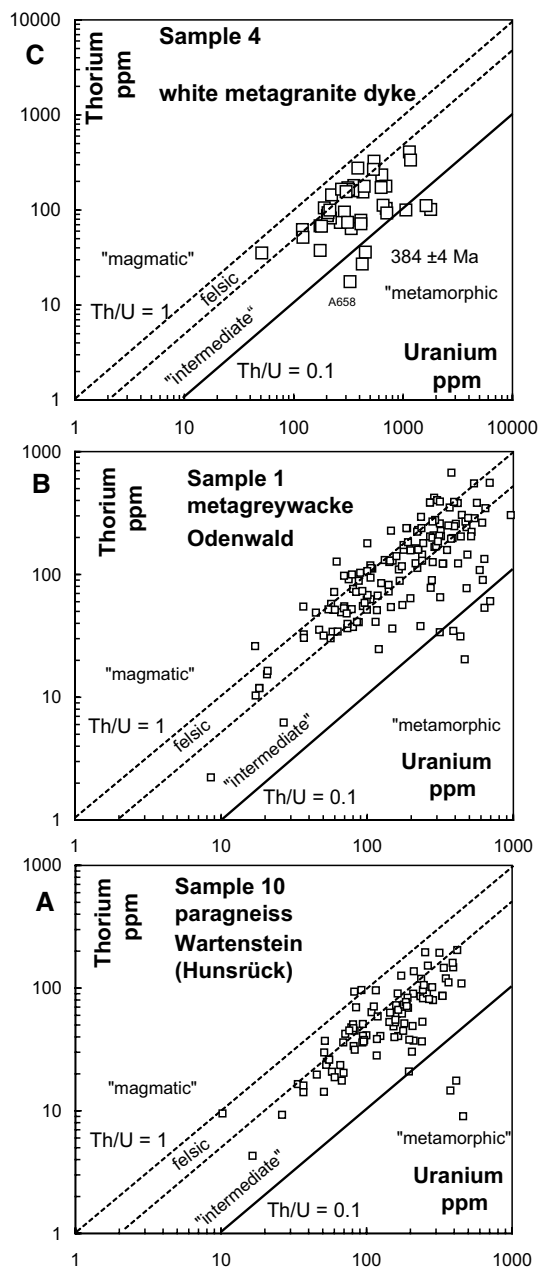 C
10000
1000
100
10
1
Thorium
ppm
Sample 4
white metagranite dyke
"magmatic"
Th/U = 1
felsic
"intermediate"
Th/U = 0.1
A658
384 ±4 Ma
"metamorphic
Uranium
ppm
1
10
100
1000
10000
B
1000
100
10
1
Thorium
ppm
Sample 1
metagreywacke
Odenwald
"magmatic"
Th/U = 1
felsic
"intermediate"
Th/U = 0.1
"metamorphic
Uranium
ppm
1
10
100
1000
A
1000
100
10
1
Thorium
ppm
Sample 10
paragneiss
Wartenstein
(Hunsrück)
"magmatic"
Th/U = 1
felsic
"intermediate"
Th/U = 0.1
"metamorphic"
Uranium
ppm
1
10
100
1000